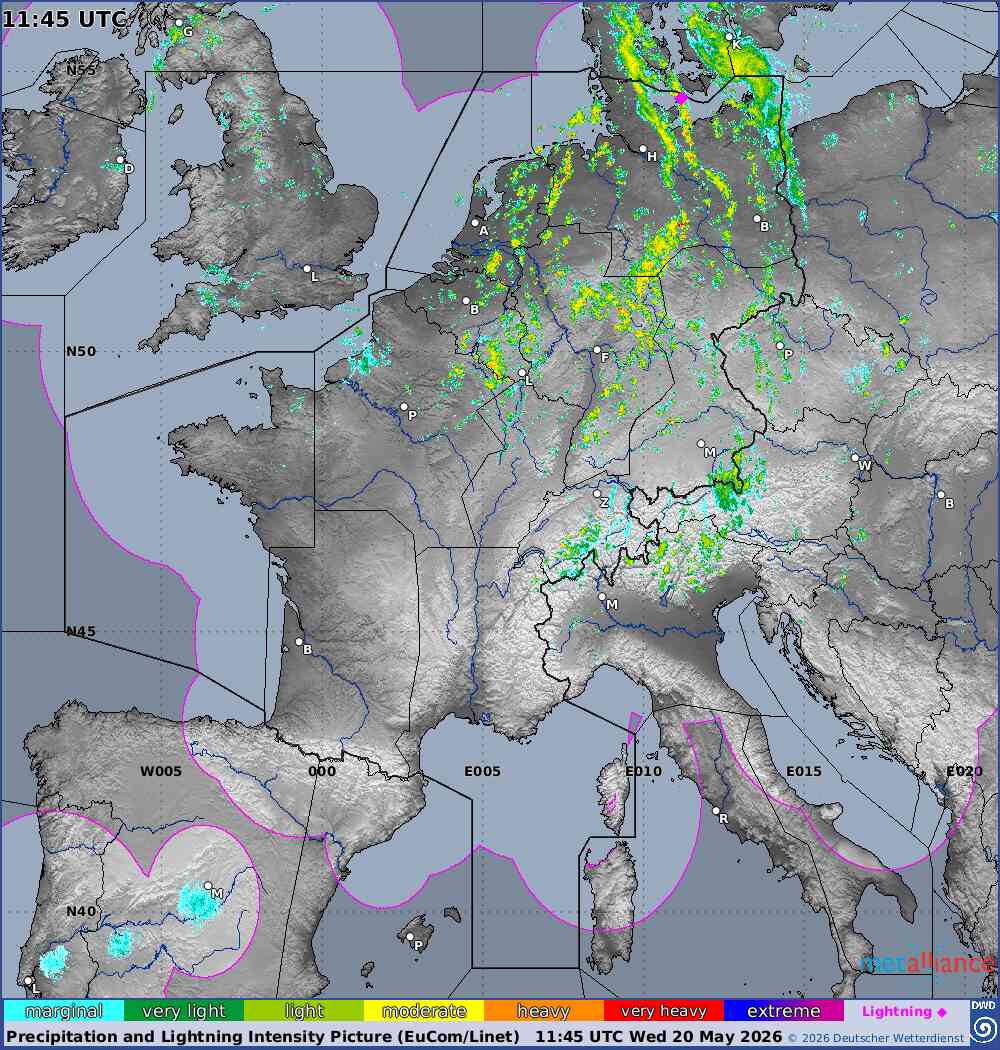 11:45 UTC
G
K
N55
H
D
A
B
L
B
N50
P
F
L
P
M
W
Z
B
M
N45
B
W005
000
E005
E010
E015
E020
R
M
N40
P
L
metalliance
marginal
very light
light
moderate
heavy
very heavy
extreme
Lightning
DWD
Precipitation and Lightning Intensity Picture (EuCom/Linet) 11:45 UTC Wed 20 May 2026 © 2026 Deutscher Wetterdienst